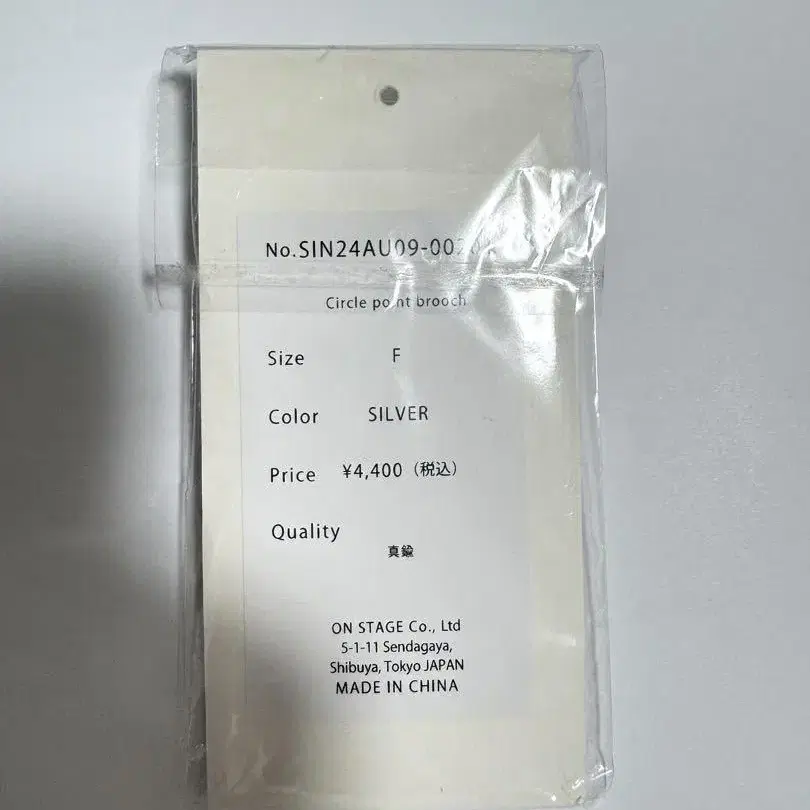 No.SIN24AU09-0020
Circle point brooch
Size F
Color SILVER
Price ¥4,400（税込）
Quality
真鍮
ON STAGE Co., Ltd
5-1-11 Sendagaya,
Shibuya, Tokyo JAPAN
MADE IN CHINA